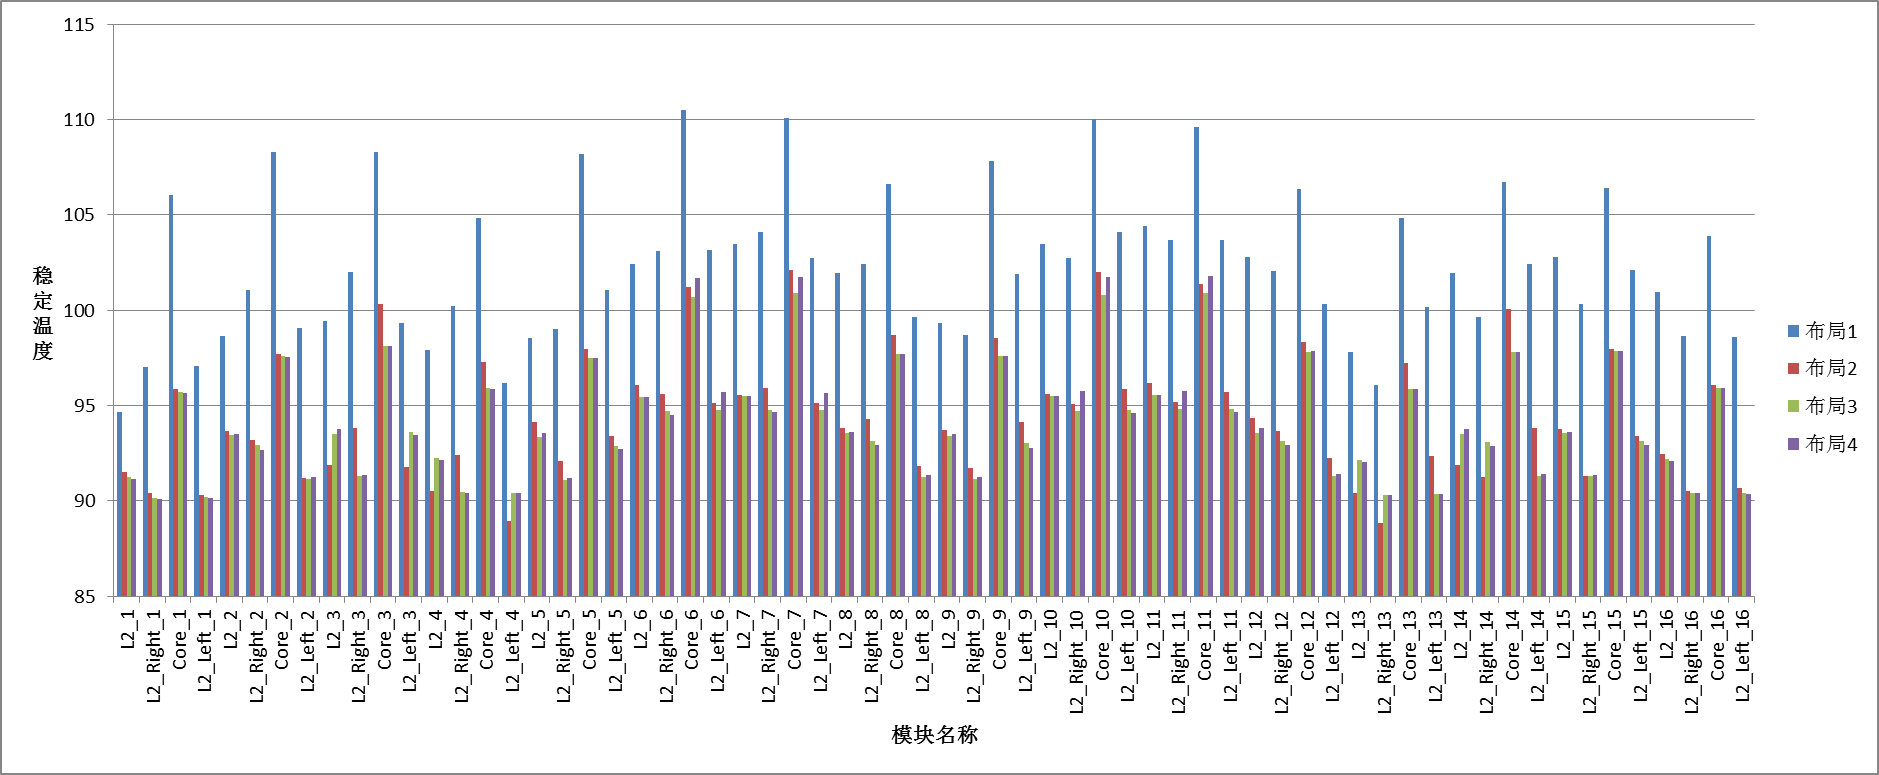 115
110
105
100
95
90
85
稳定温度
L2_1
L2_Right_1
Core_1
L2_Left_1
L2_2
L2_Right_2
Core_2
L2_Left_2
L2_3
L2_Right_3
Core_3
L2_Left_3
L2_4
L2_Right_4
Core_4
L2_Left_4
L2_5
L2_Right_5
Core_5
L2_Left_5
L2_6
L2_Right_6
Core_6
L2_Left_6
L2_7
L2_Right_7
Core_7
L2_Left_7
L2_8
L2_Right_8
Core_8
L2_Left_8
L2_9
L2_Right_9
Core_9
L2_Left_9
L2_10
L2_Right_10
Core_10
L2_Left_10
L2_11
L2_Right_11
Core_11
L2_Left_11
L2_12
L2_Right_12
Core_12
L2_Left_12
L2_13
L2_Right_13
Core_13
L2_Left_13
L2_14
L2_Right_14
Core_14
L2_Left_14
L2_15
L2_Right_15
Core_15
L2_Left_15
L2_16
L2_Right_16
Core_16
L2_Left_16
模块名称
布局1
布局2
布局3
布局4